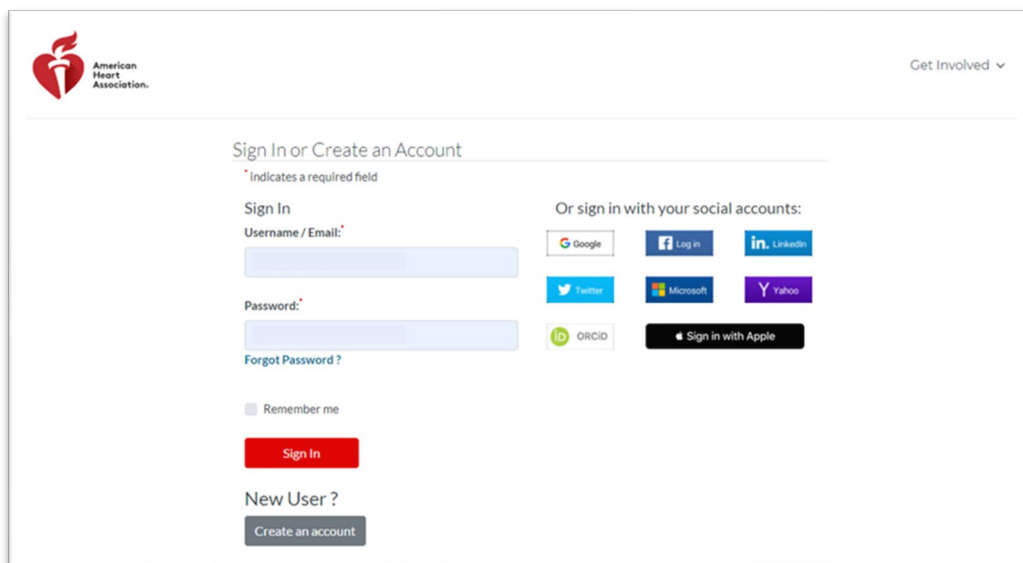 American
Heart
Association.
Get Involved
Sign In or Create an Account
* indicates a required field
Sign In
Username / Email:*
Password:*
Forgot Password ?
Remember me
Sign In
New User ?
Create an account
Or sign in with your social accounts:
G Google
f Log in
in. LinkedIn
Twitter
Microsoft
Y Yahoo
iD ORCiD
Sign in with Apple